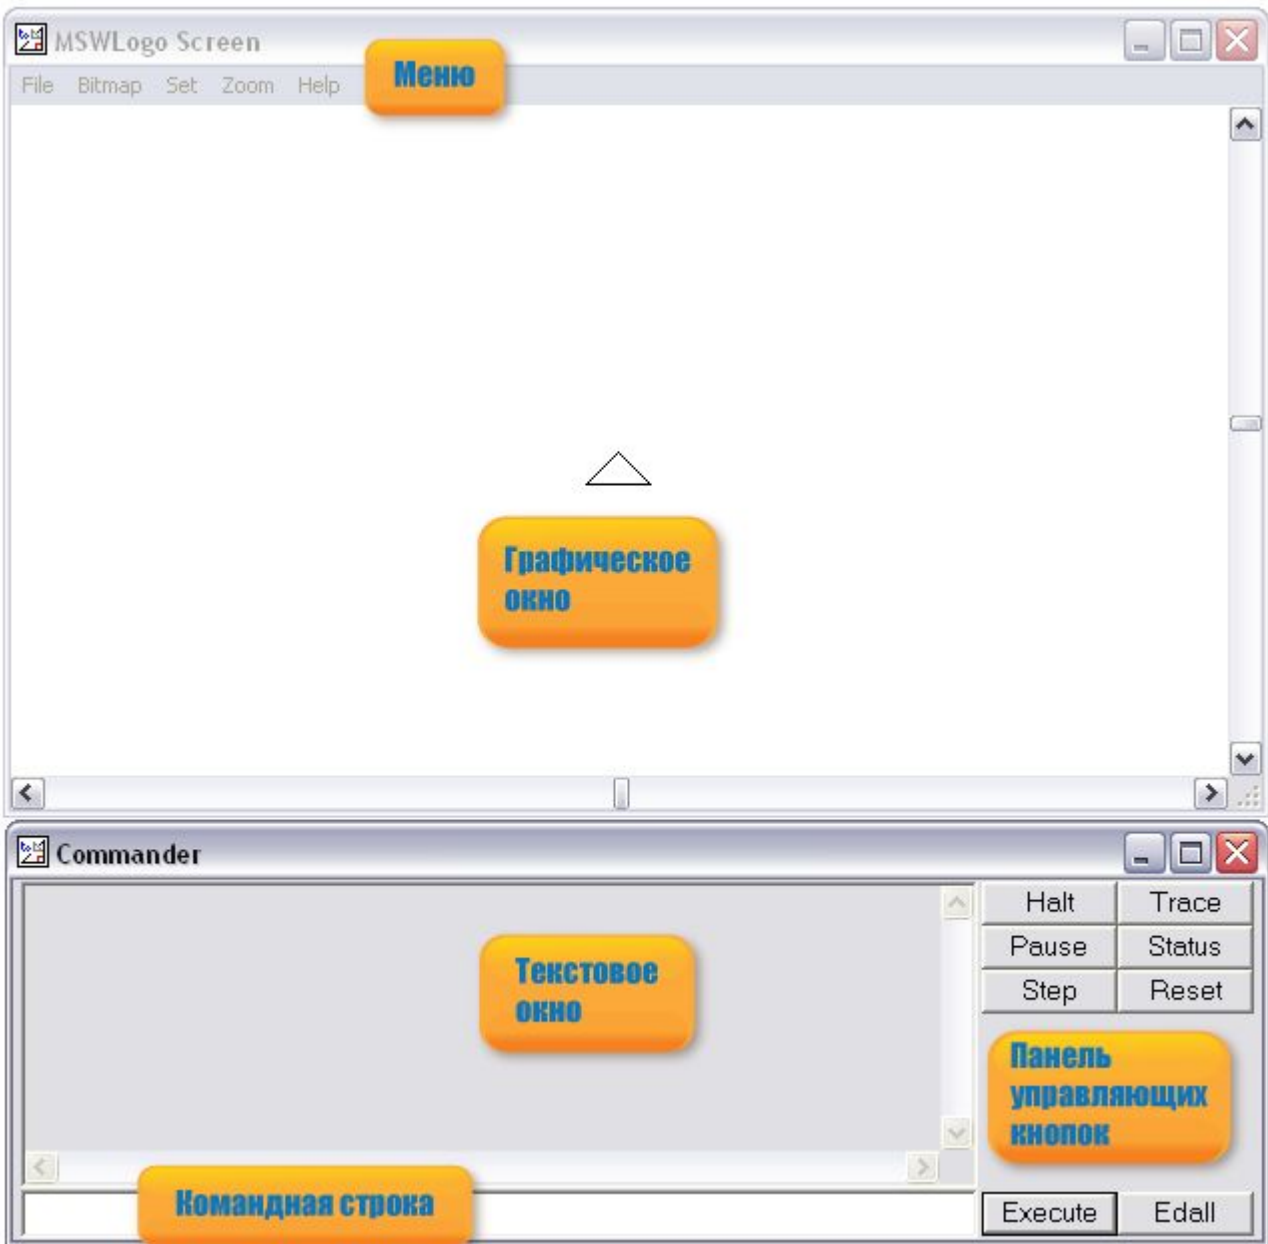 MSWLogo Screen
File Bitmap Set Zoom Help
Меню
Графическое
окно
Commander
Halt Trace
Pause Status
Step Reset
Текстовое
окно
Панель
управляющих
кнопок
Командная строка
Execute Edall